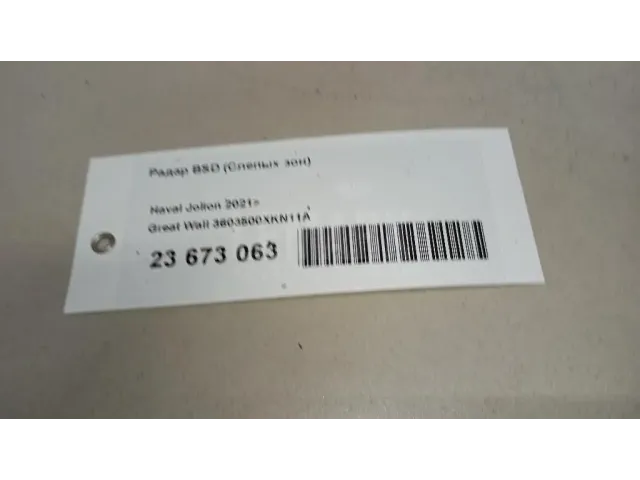 Радар BSD (Слепых зон)
Haval Jolion 2021>
Great Wall 3603500XKN11A
23 673 063